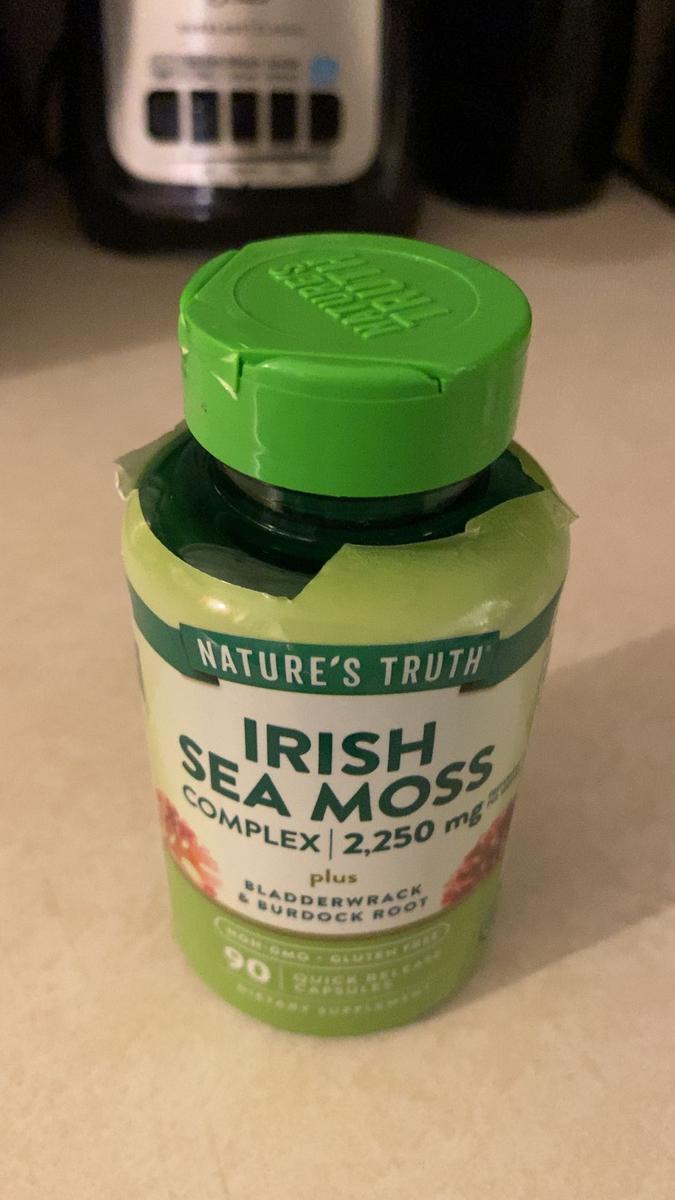 NATURE'S
TRUTH
NATURE'S TRUTH
IRISH
SEA MOSS
COMPLEX | 2,250 mg
plus
BLADDERWRACK
& BURDOCK ROOT
NON-GMO • GLUTEN FREE
90 QUICK RELEASE
CAPSULES
DIETARY SUPPLEMENT